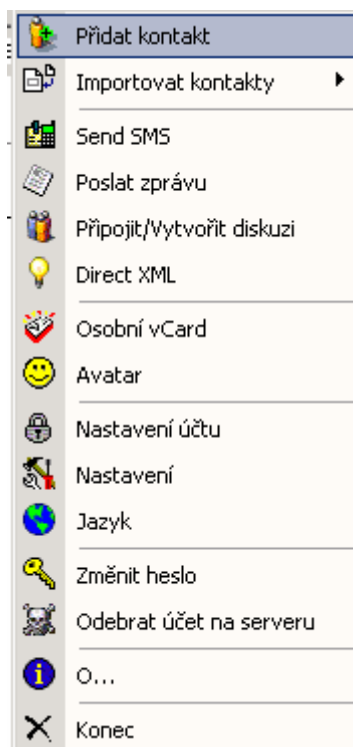 Přidat kontakt
Importovat kontakty
Send SMS
Poslat zprávu
Připojit/Vytvořit diskuzi
Direct XML
Osobní vCard
Avatar
Nastavení účtu
Nastavení
Jazyk
Změnit heslo
Odebrat účet na serveru
O...
Konec